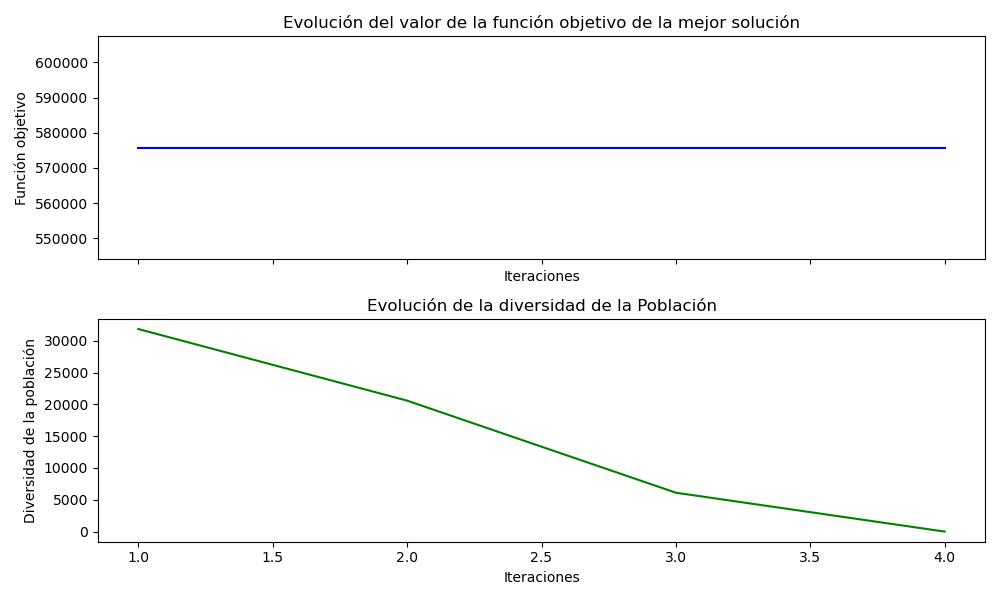 Evolución del valor de la función objetivo de la mejor solución
600000
590000
580000
570000
560000
550000
Función objetivo
Iteraciones
Evolución de la diversidad de la Población
30000
25000
20000
15000
10000
5000
0
Diversidad de la población
1.0 1.5 2.0 2.5 3.0 3.5 4.0
Iteraciones